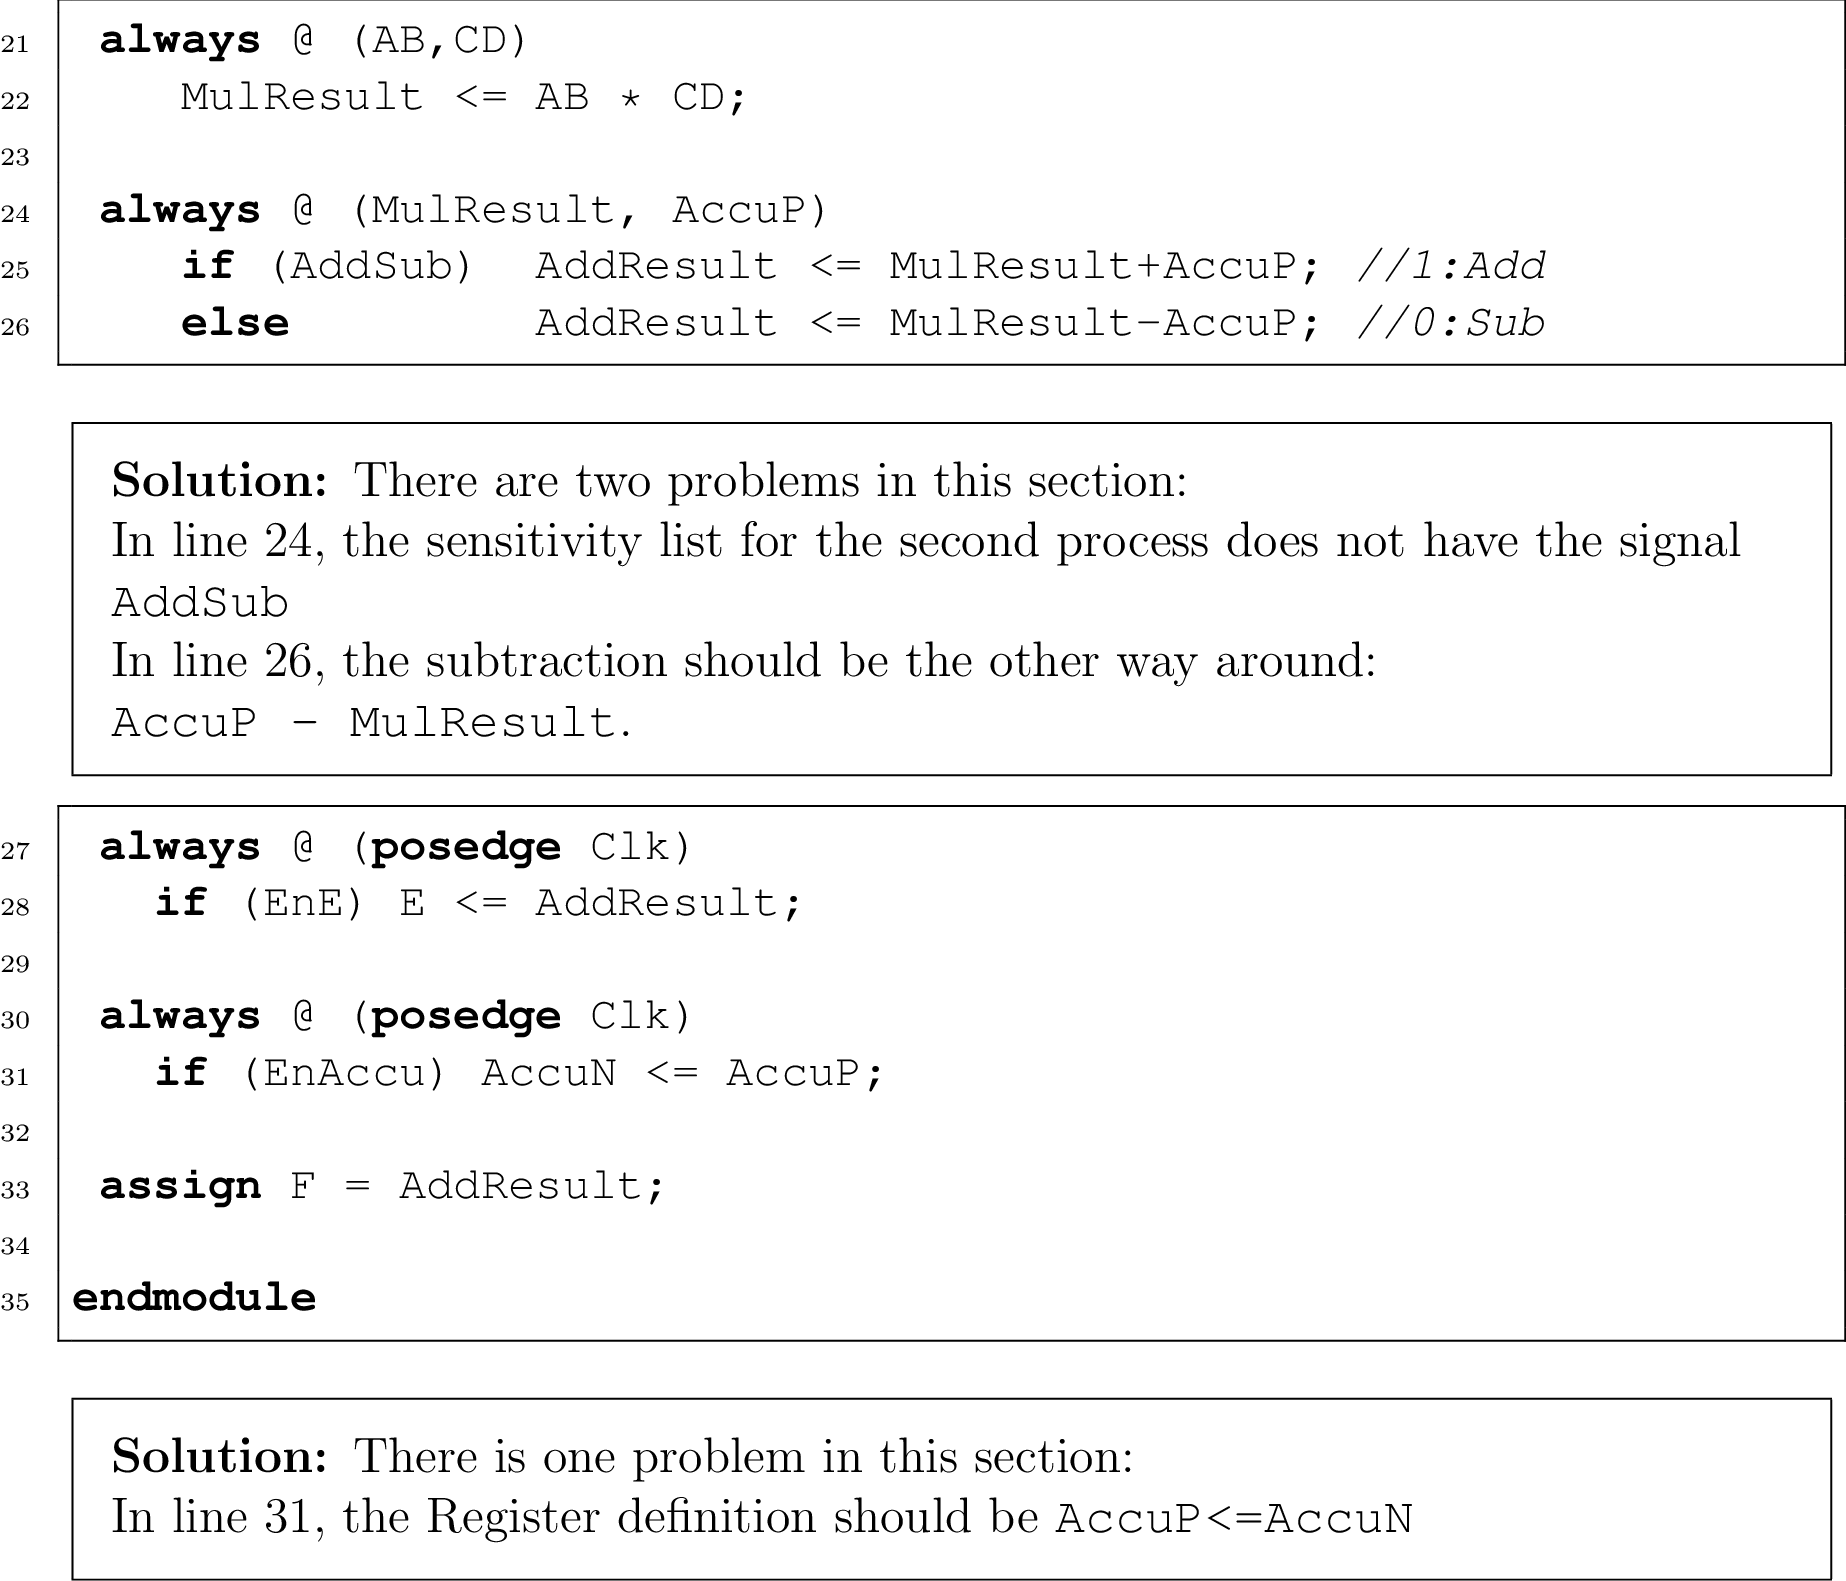 21 always @ (AB,CD)
22 MulResult <= AB * CD;
23
24 always @ (MulResult, AccuP)
25 if (AddSub) AddResult <= MulResult+AccuP; //1:Add
26 else AddResult <= MulResult-AccuP; //0:Sub
Solution: There are two problems in this section:
In line 24, the sensitivity list for the second process does not have the signal
AddSub
In line 26, the subtraction should be the other way around:
AccuP - MulResult.
27 always @ (posedge Clk)
28 if (EnE) E <= AddResult;
29
30 always @ (posedge Clk)
31 if (EnAccu) AccuN <= AccuP;
32
33 assign F = AddResult;
34
35 endmodule
Solution: There is one problem in this section:
In line 31, the Register definition should be AccuP<=AccuN